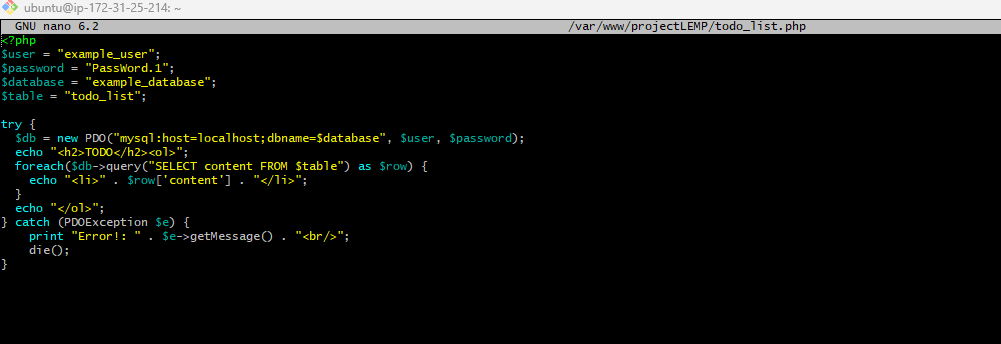 ubuntu@ip-172-31-25-214: ~
GNU nano 6.2 /var/www/projectLEMP/todo_list.php
<?php
$user = "example_user";
$password = "PassWord.1";
$database = "example_database";
$table = "todo_list";

try {
  $db = new PDO("mysql:host=localhost;dbname=$database", $user, $password);
  echo "<h2>TODO</h2><ol>";
  foreach($db->query("SELECT content FROM $table") as $row) {
    echo "<li>" . $row['content'] . "</li>";
  }
  echo "</ol>";
} catch (PDOException $e) {
    print "Error!: " . $e->getMessage() . "<br/>";
    die();
}